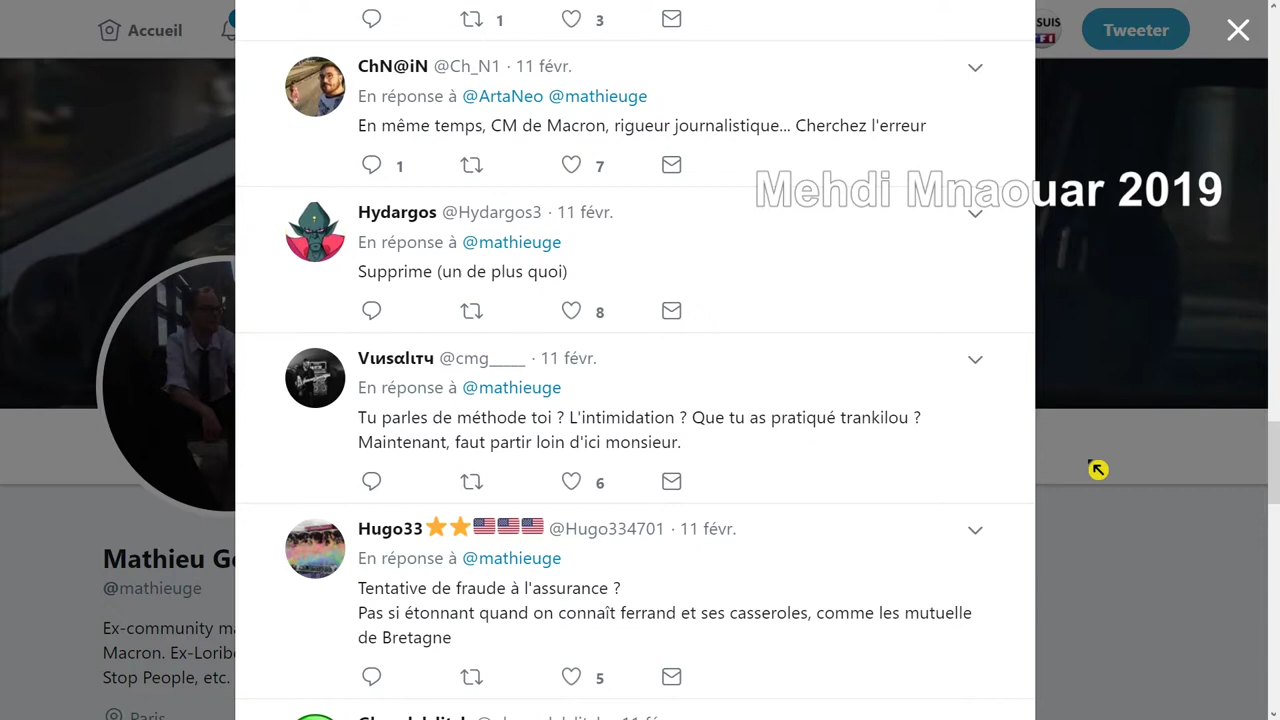 Accueil
SUIS
TF1
Tweeter
1 3
ChN@iN @Ch_N1 · 11 févr.
En réponse à @ArtaNeo @mathieuge
En même temps, CM de Macron, rigueur journalistique... Cherchez l'erreur
1 7
Mehdi Mnaouar 2019
Hydargos @Hydargos3 · 11 févr.
En réponse à @mathieuge
Supprime (un de plus quoi)
8
Vιиsαlιтч @cmg_____ · 11 févr.
En réponse à @mathieuge
Tu parles de méthode toi ? L'intimidation ? Que tu as pratiqué trankilou ?
Maintenant, faut partir loin d'ici monsieur.
6
Hugo33⭐⭐🇺🇸🇺🇸🇺🇸 @Hugo334701 · 11 févr.
En réponse à @mathieuge
Tentative de fraude à l'assurance ?
Pas si étonnant quand on connaît ferrand et ses casseroles, comme les mutuelle
de Bretagne
5
Mathieu
@mathieuge
Ex-community
Macron.
Stop People, etc.
Paris